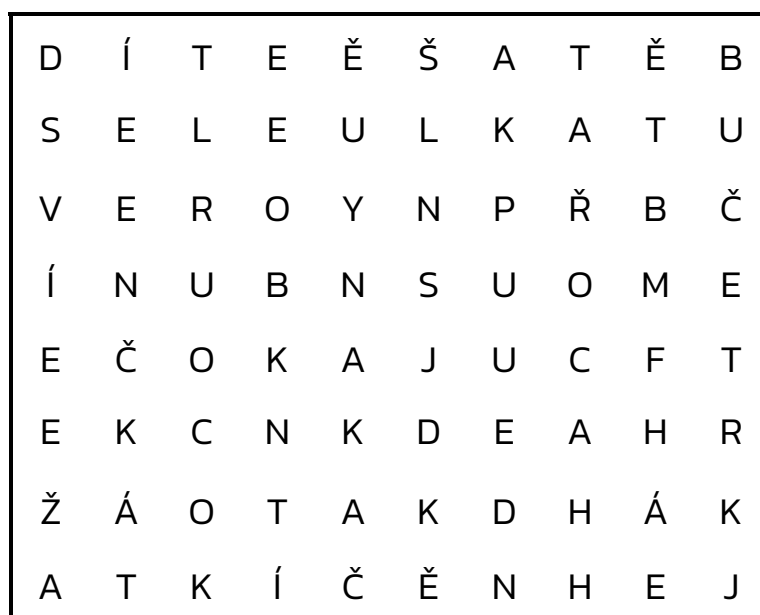 D Í T E Ě Š A T Ě B
S E L E U L K A T U
V E R O Y N P Ř B Č
Í N U B N S U O M E
E Č O K A J U C F T
E K C N K D E A H R
Ž Á O T A K D H Á K
A T K Í Č Ě N H E J